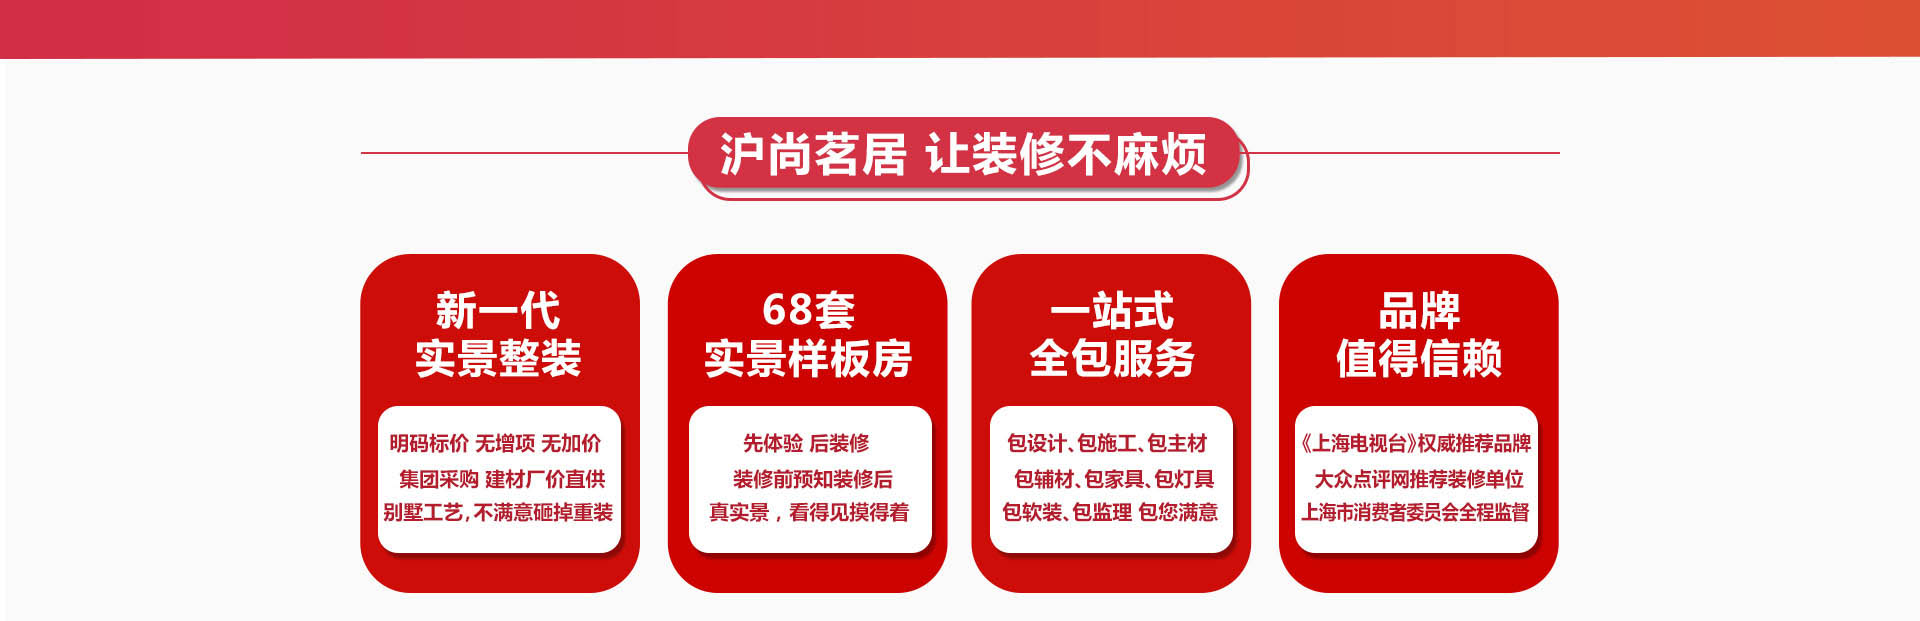 沪尚茗居 让装修不麻烦
新一代
实景整装
明码标价 无增项 无加价
集团采购 建材厂价直供
别墅工艺,不满意砸掉重装
68套
实景样板房
先体验 后装修
装修前预知装修后
真实景，看得见摸得着
一站式
全包服务
包设计、包施工、包主材
包辅材、包家具、包灯具
包软装、包监理 包您满意
品牌
值得信赖
《上海电视台》权威推荐品牌
大众点评网推荐装修单位
上海市消费者委员会全程监督